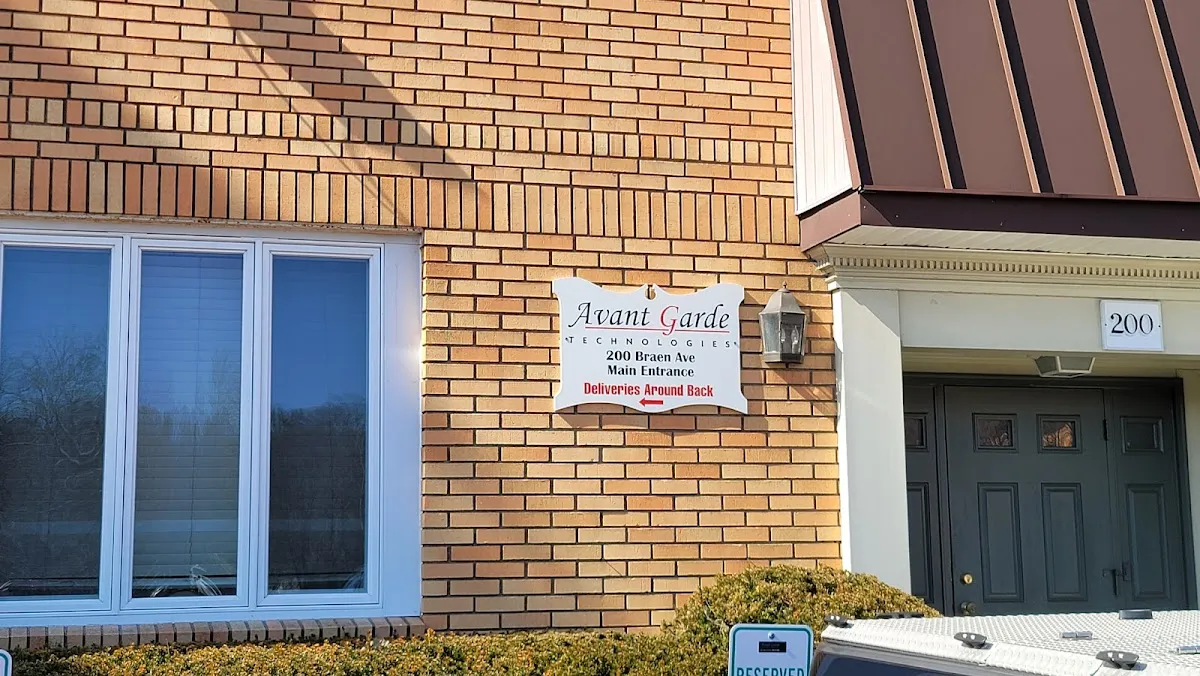 Avant Garde
TECHNOLOGIES
200 Braen Ave
Main Entrance
Deliveries Around Back
200
RESERVED